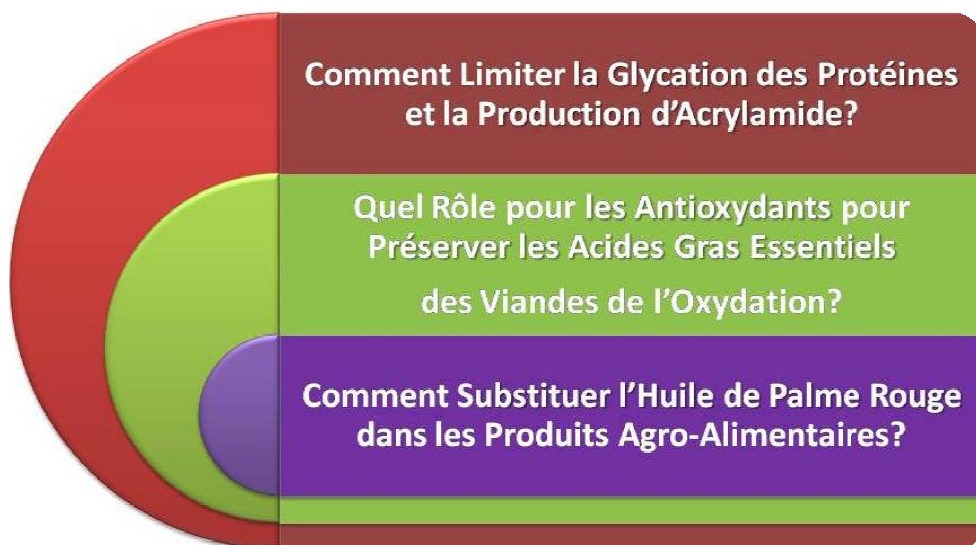 Comment Limiter la Glycation des Protéines
et la Production d'Acrylamide?
Quel Rôle pour les Antioxydants pour
Préserver les Acides Gras Essentiels
des Viandes de l'Oxydation?
Comment Substituer l'Huile de Palme Rouge
dans les Produits Agro-Alimentaires?